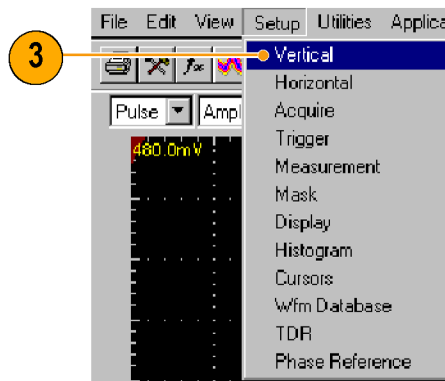 File Edit View Setup Utilities Applica
3
Vertical
Horizontal
Pulse Ampl
Acquire
480.0mV
Trigger
Measurement
Mask
Display
Histogram
Cursors
Wfm Database
TDR
Phase Reference